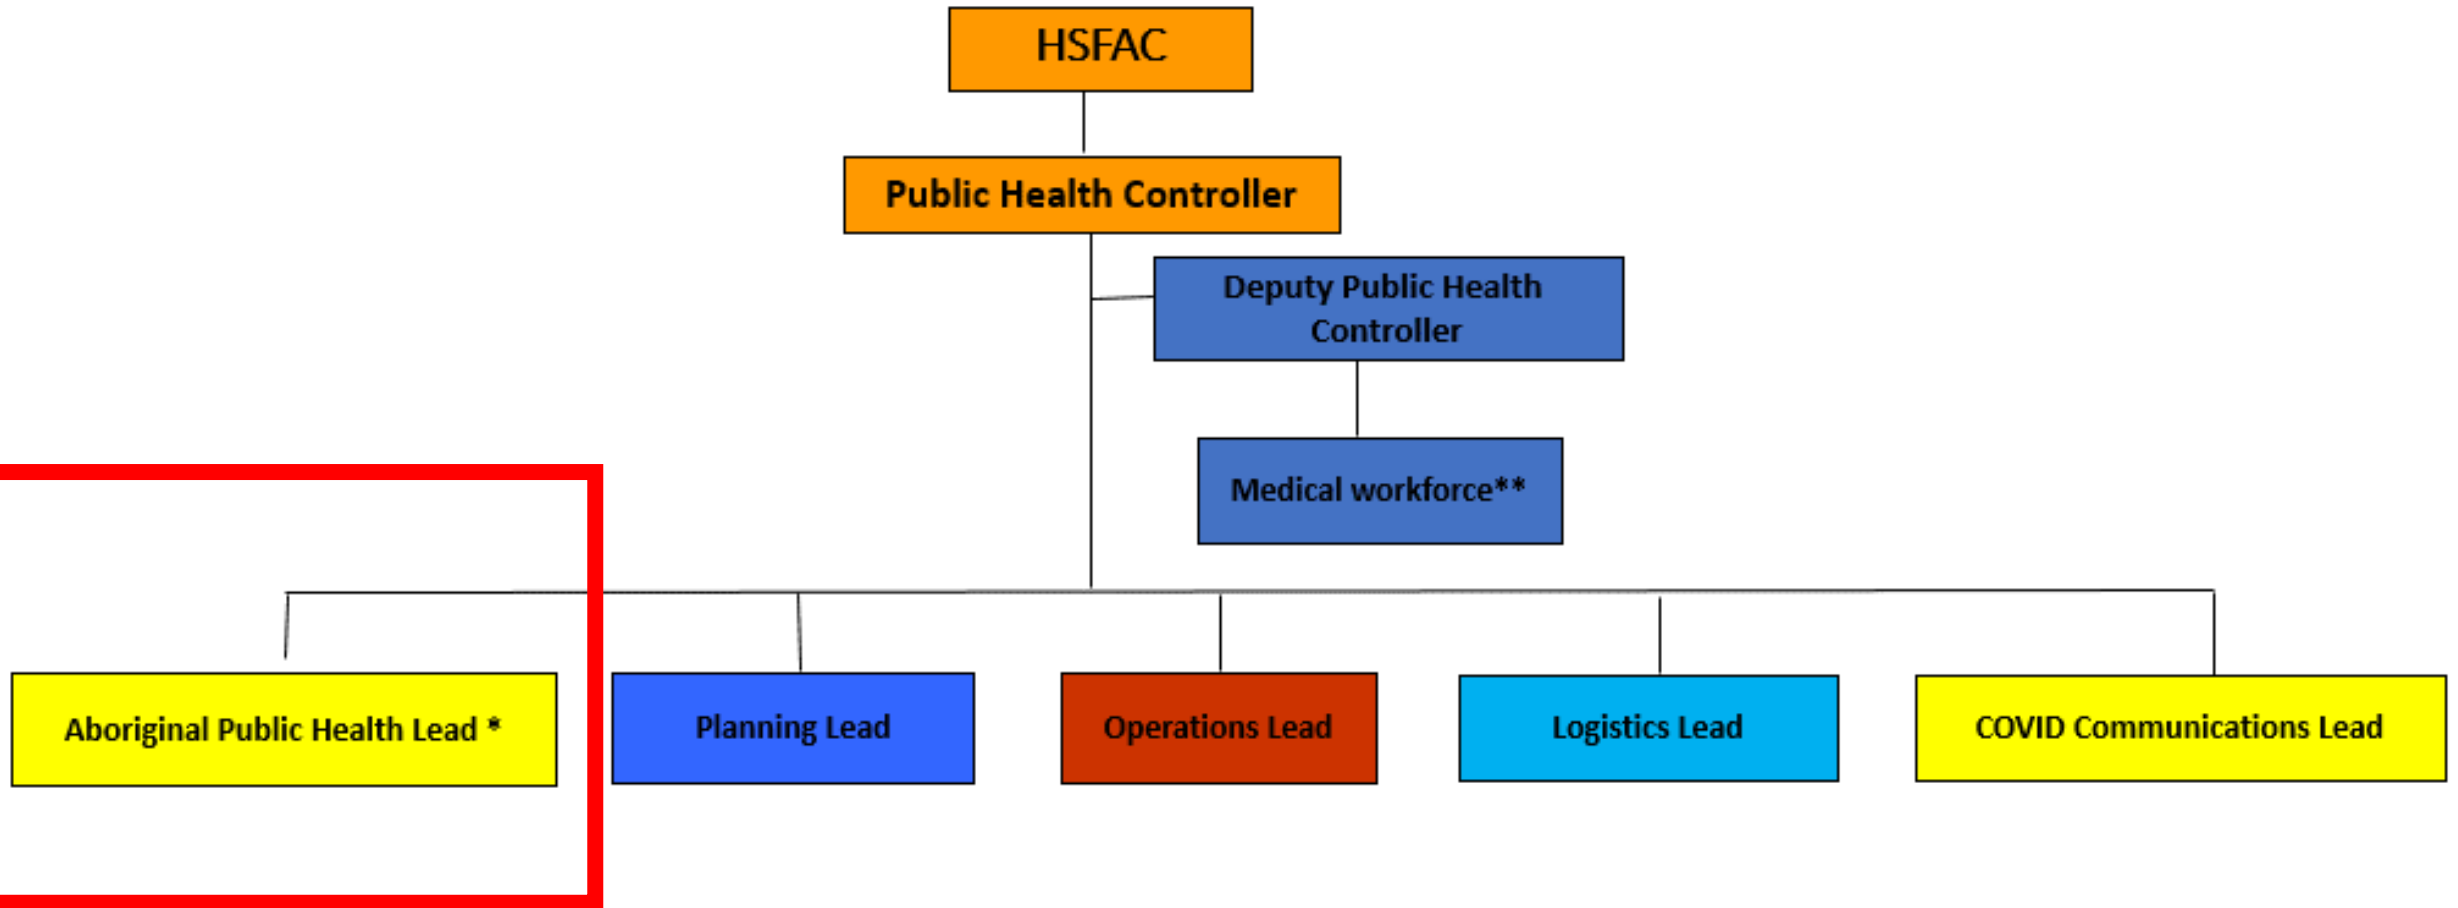 HSFAC
Public Health Controller
Deputy Public Health
Controller
Medical workforce**
Aboriginal Public Health Lead *
Planning Lead
Operations Lead
Logistics Lead
COVID Communications Lead